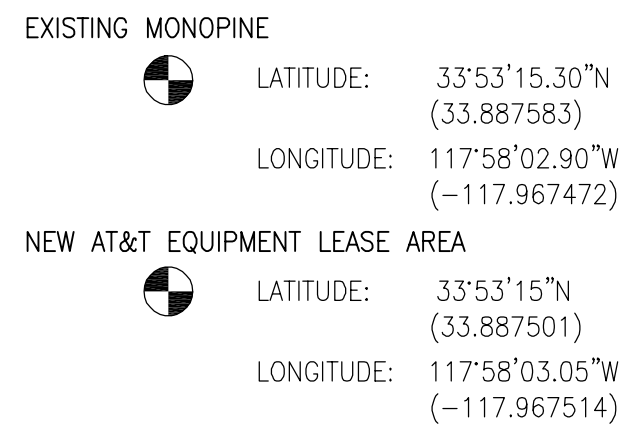 EXISTING MONOPINE
LATITUDE: 33°53'15.30"N
(33.887583)
LONGITUDE: 117°58'02.90"W
(-117.967472)
NEW AT&T EQUIPMENT LEASE AREA
LATITUDE: 33°53'15"N
(33.887501)
LONGITUDE: 117°58'03.05"W
(-117.967514)